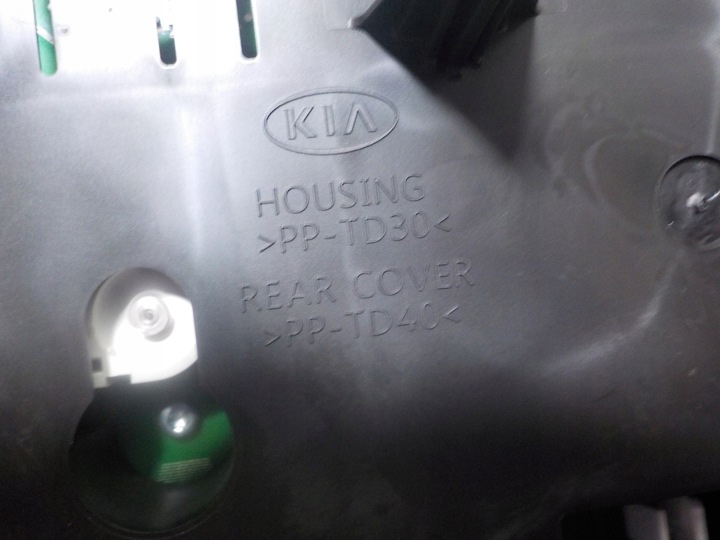 KIA
HOUSING
>PP-TD30<
REAR COVER
>PP-TD40<